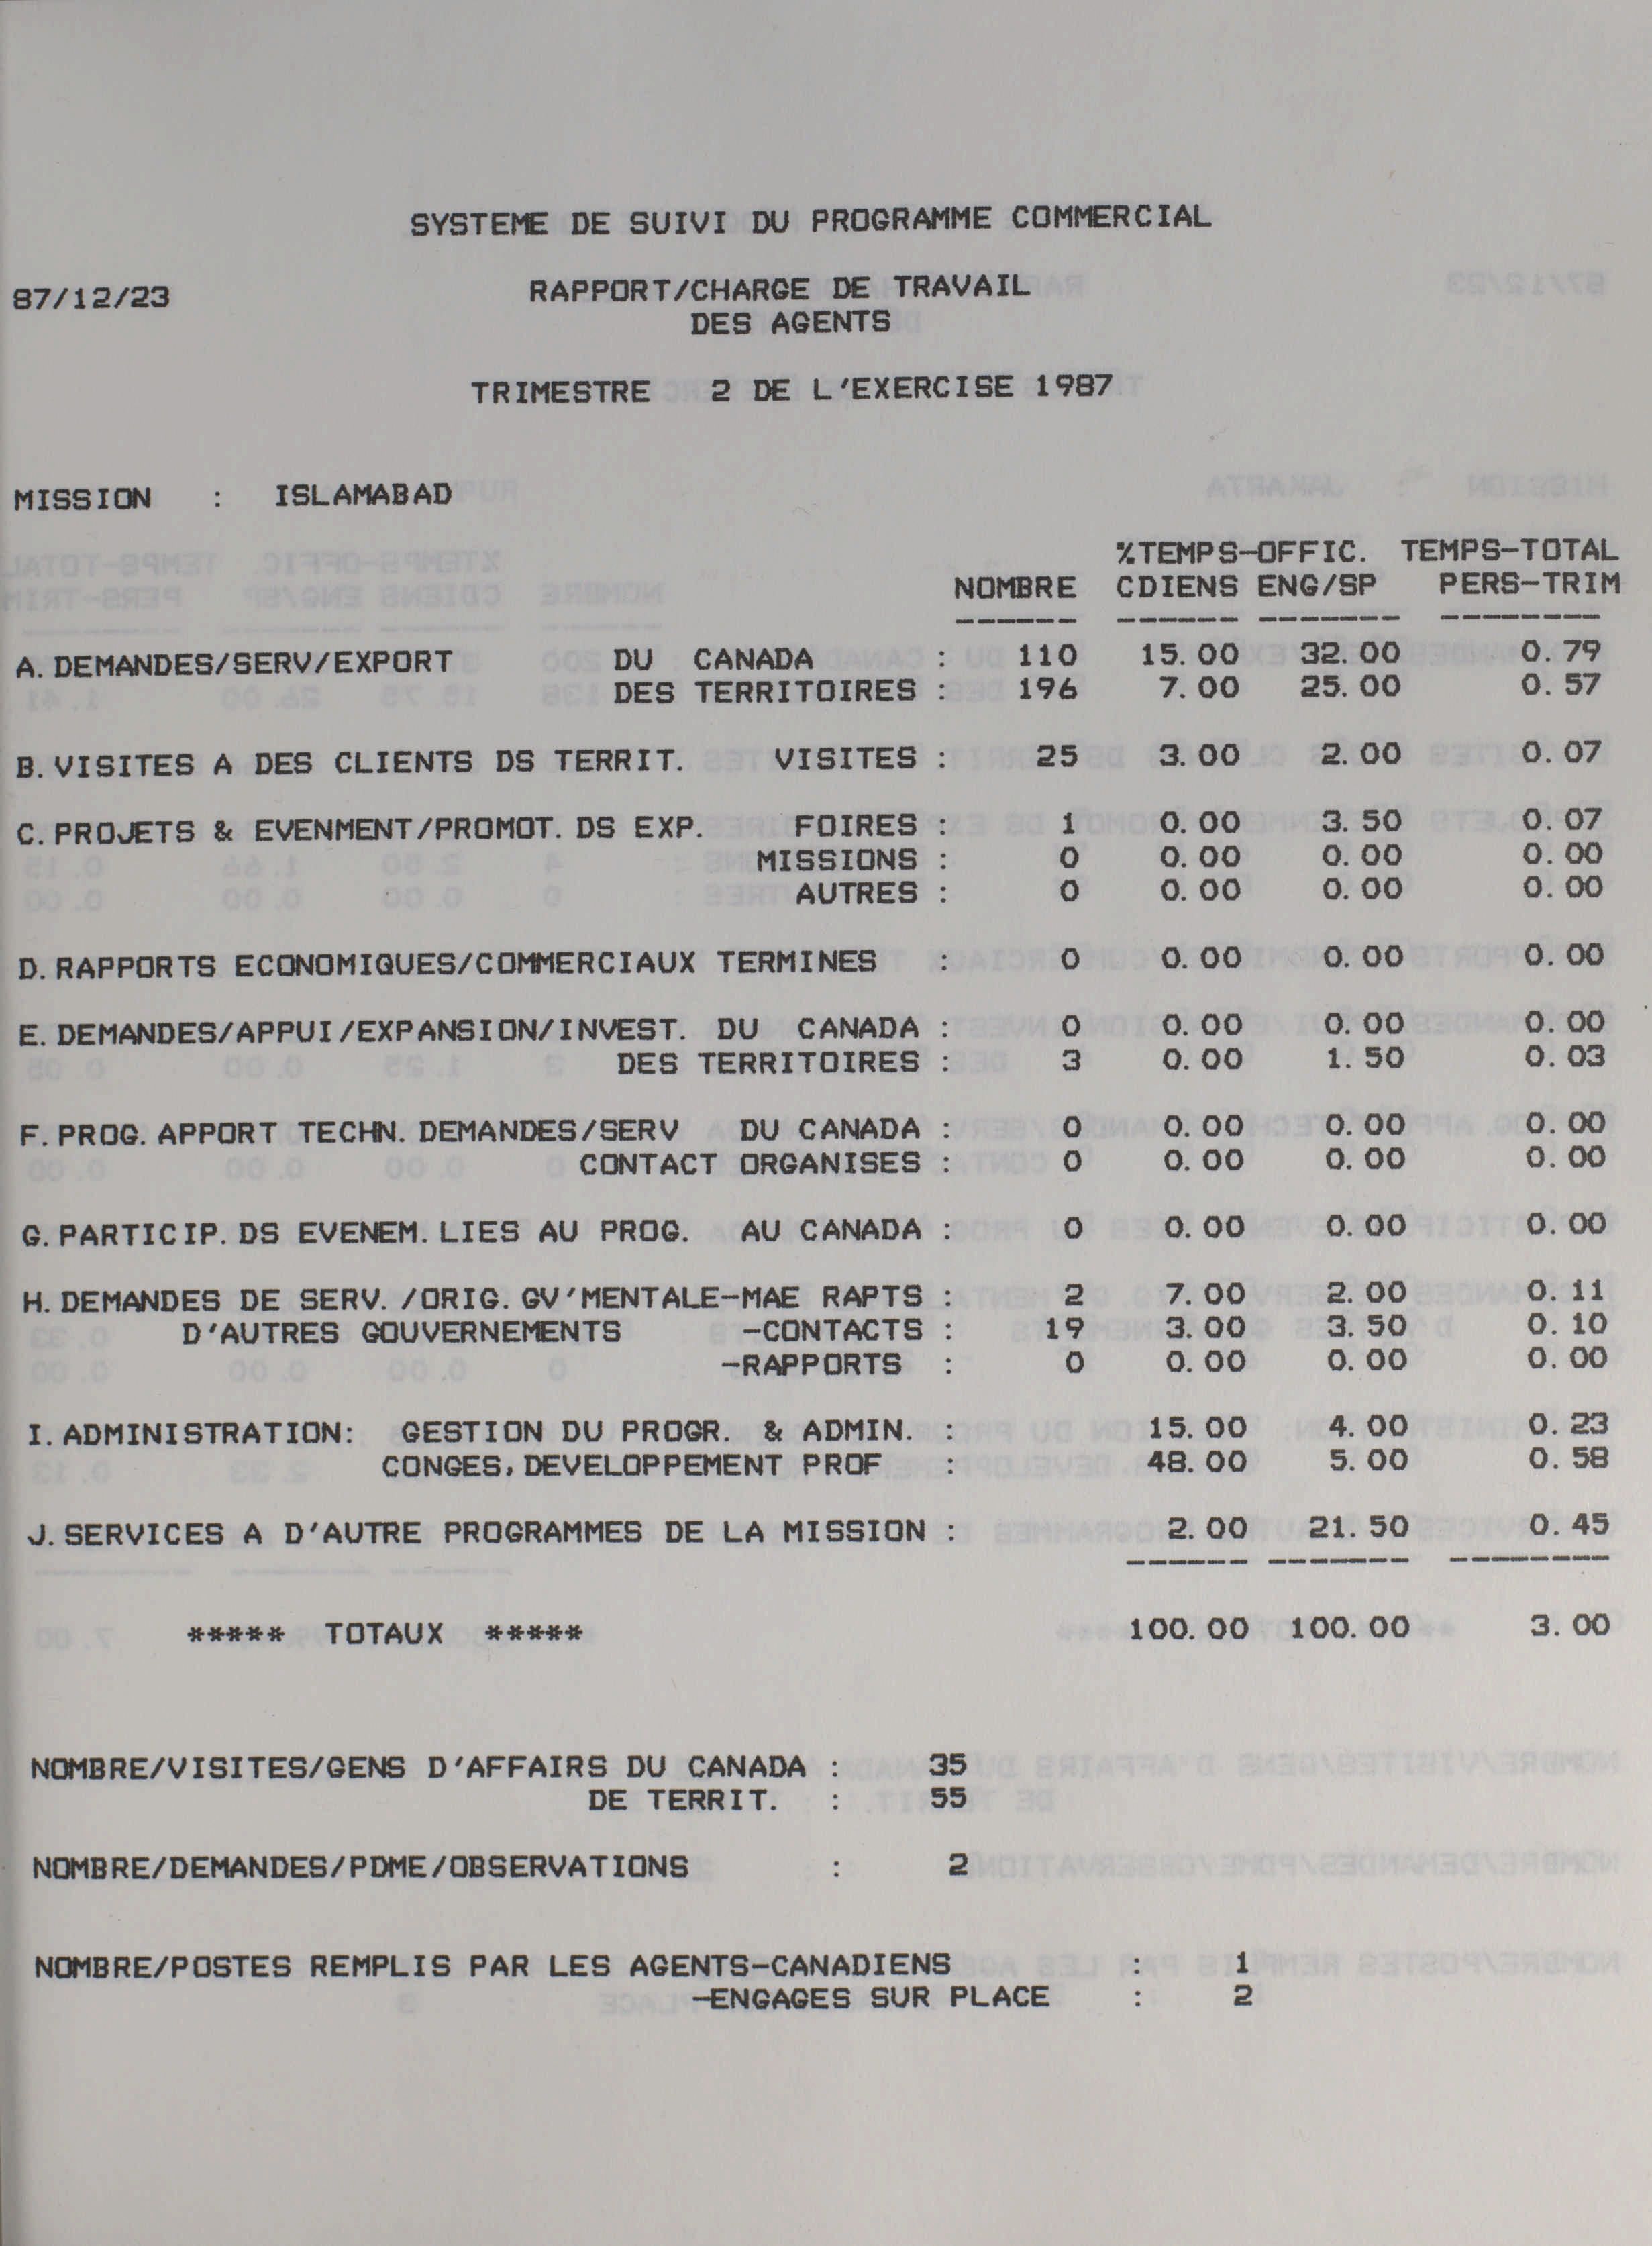 SYSTEME DE SUIVI DU PROGRAMME COMMERCIAL
87/12/23 RAPPORT/CHARGE DE TRAVAIL
DES AGENTS
TRIMESTRE 2 DE L'EXERCISE 1987
MISSION : ISLAMABAD
%TEMPS-OFFIC. TEMPS-TOTAL
NOMBRE CDIENS ENG/SP PERS-TRIM
------ ------ ------- --------
A. DEMANDES/SERV/EXPORT DU CANADA : 110 15.00 32.00 0.79
DES TERRITOIRES : 196 7.00 25.00 0.57
B. VISITES A DES CLIENTS DS TERRIT. VISITES : 25 3.00 2.00 0.07
C. PROJETS & EVENMENT/PROMOT. DS EXP. FOIRES : 1 0.00 3.50 0.07
MISSIONS : 0 0.00 0.00 0.00
AUTRES : 0 0.00 0.00 0.00
D. RAPPORTS ECONOMIQUES/COMMERCIAUX TERMINES : 0 0.00 0.00 0.00
E. DEMANDES/APPUI/EXPANSION/INVEST. DU CANADA : 0 0.00 0.00 0.00
DES TERRITOIRES : 3 0.00 1.50 0.03
F. PROG. APPORT TECHN. DEMANDES/SERV DU CANADA : 0 0.00 0.00 0.00
CONTACT ORGANISES : 0 0.00 0.00 0.00
G. PARTICIP. DS EVENEM. LIES AU PROG. AU CANADA : 0 0.00 0.00 0.00
H. DEMANDES DE SERV. /ORIG. GV'MENTALE-MAE RAPTS : 2 7.00 2.00 0.11
D'AUTRES GOUVERNEMENTS -CONTACTS : 19 3.00 3.50 0.10
-RAPPORTS : 0 0.00 0.00 0.00
I. ADMINISTRATION: GESTION DU PROGR. & ADMIN. : 15.00 4.00 0.23
CONGES, DEVELOPPEMENT PROF : 48.00 5.00 0.58
J. SERVICES A D'AUTRE PROGRAMMES DE LA MISSION : 2.00 21.50 0.45
------ ------- --------
***** TOTAUX ***** 100.00 100.00 3.00
NOMBRE/VISITES/GENS D'AFFAIRS DU CANADA : 35
DE TERRIT. : 55
NOMBRE/DEMANDES/PDME/OBSERVATIONS : 2
NOMBRE/POSTES REMPLIS PAR LES AGENTS-CANADIENS : 1
-ENGAGES SUR PLACE : 2